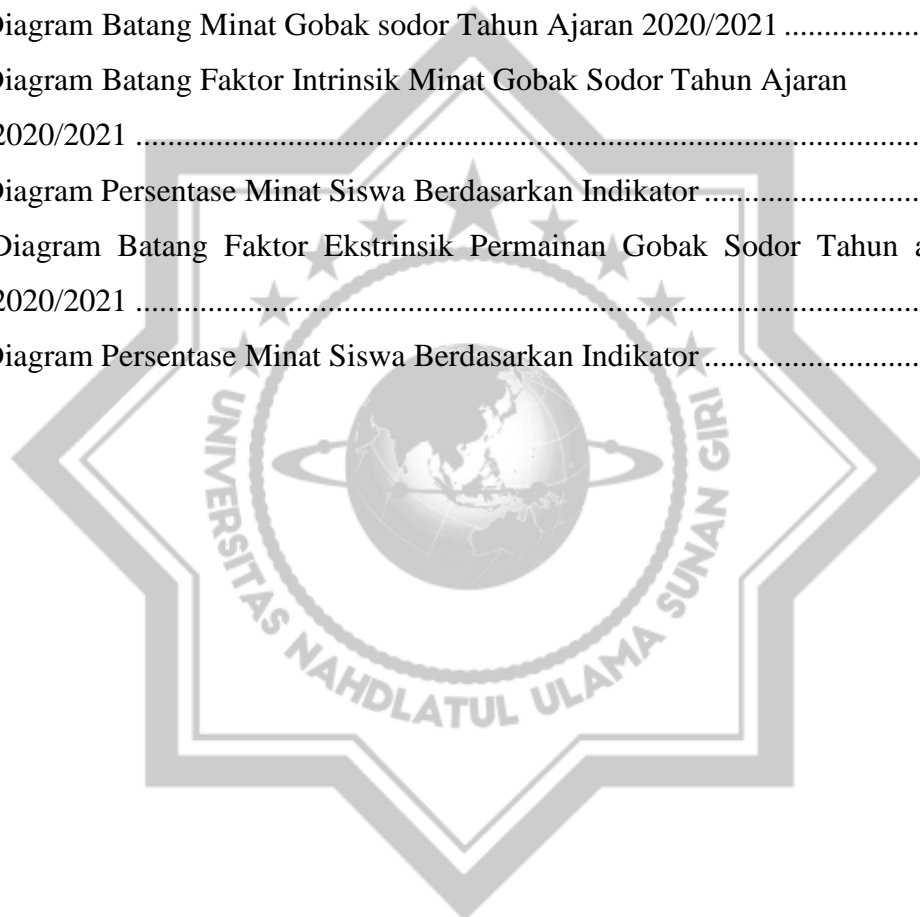 Diagram Batang Minat Gobak sodor Tahun Ajaran 2020/2021 .................
Diagram Batang Faktor Intrinsik Minat Gobak Sodor Tahun Ajaran
2020/2021 ..................................................................................................
Diagram Persentase Minat Siswa Berdasarkan Indikator ...........................
Diagram Batang Faktor Ekstrinsik Permainan Gobak Sodor Tahun a
2020/2021 ..................................................................................................
Diagram Persentase Minat Siswa Berdasarkan Indikator ...........................
UNIVERSITAS NAHDLATUL ULAMA SUNAN GIRI